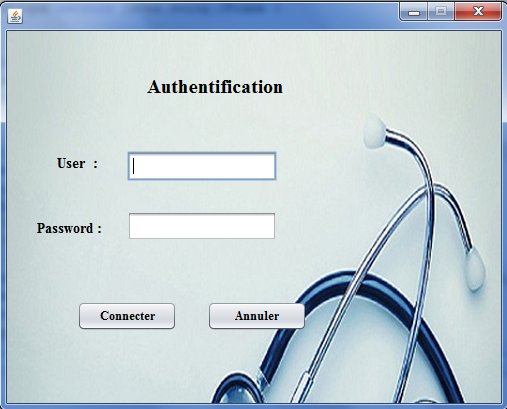 Authentification
User :
Password :
Connecter Annuler